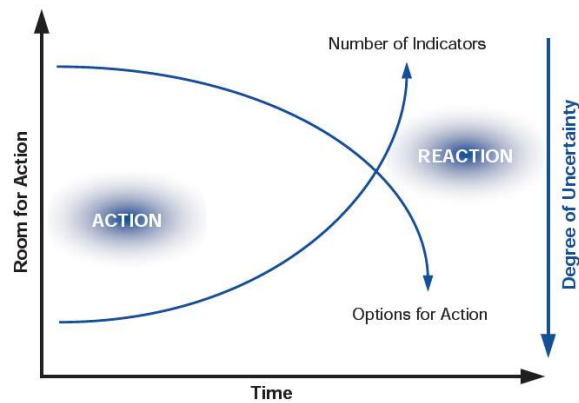 Number of Indicators
REACTION
ACTION
Options for Action
Room for Action
Time
Degree of Uncertainty